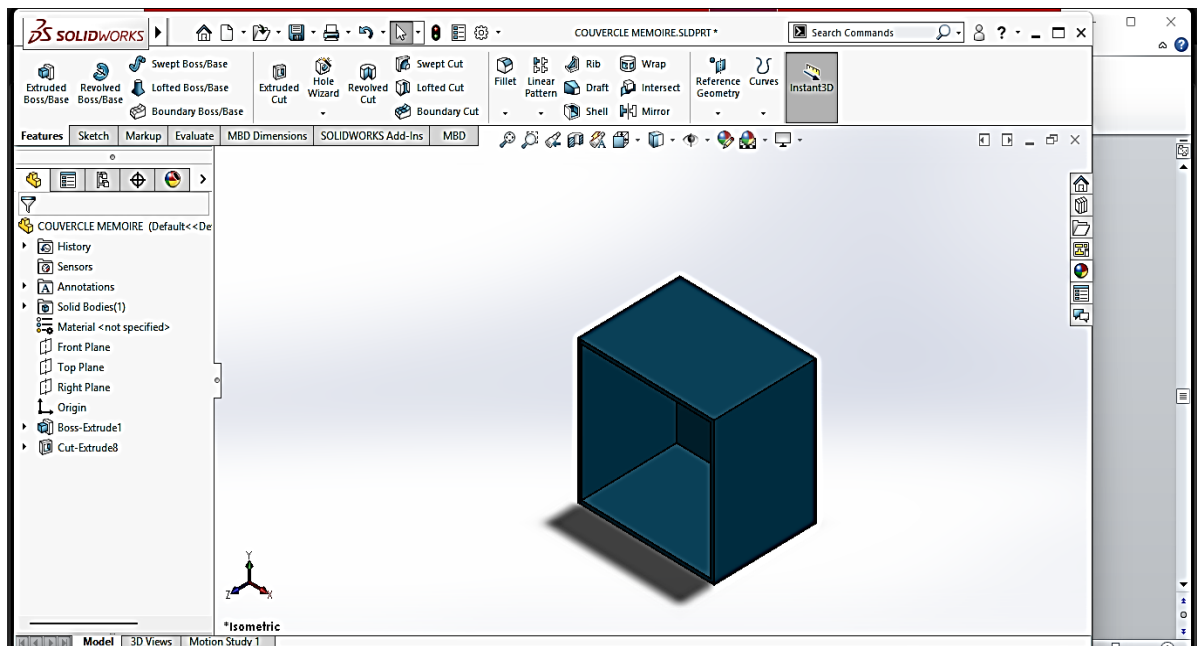 SOLIDWORKS
COUVERCLE MEMOIRE.SLDPRT *
Search Commands
?
Extruded Boss/Base
Revolved Boss/Base
Swept Boss/Base
Lofted Boss/Base
Boundary Boss/Base
Extruded Cut
Hole Wizard
Revolved Cut
Swept Cut
Lofted Cut
Boundary Cut
Fillet
Linear Pattern
Rib
Draft
Shell
Wrap
Intersect
Mirror
Reference Geometry
Curves
Instant3D
Features Sketch Markup Evaluate MBD Dimensions SOLIDWORKS Add-Ins MBD
COUVERCLE MEMOIRE (Default<<De
History
Sensors
Annotations
Solid Bodies(1)
Material <not specified>
Front Plane
Top Plane
Right Plane
Origin
Boss-Extrude1
Cut-Extrude8
Y
Z X
*Isometric
Model 3D Views Motion Study 1